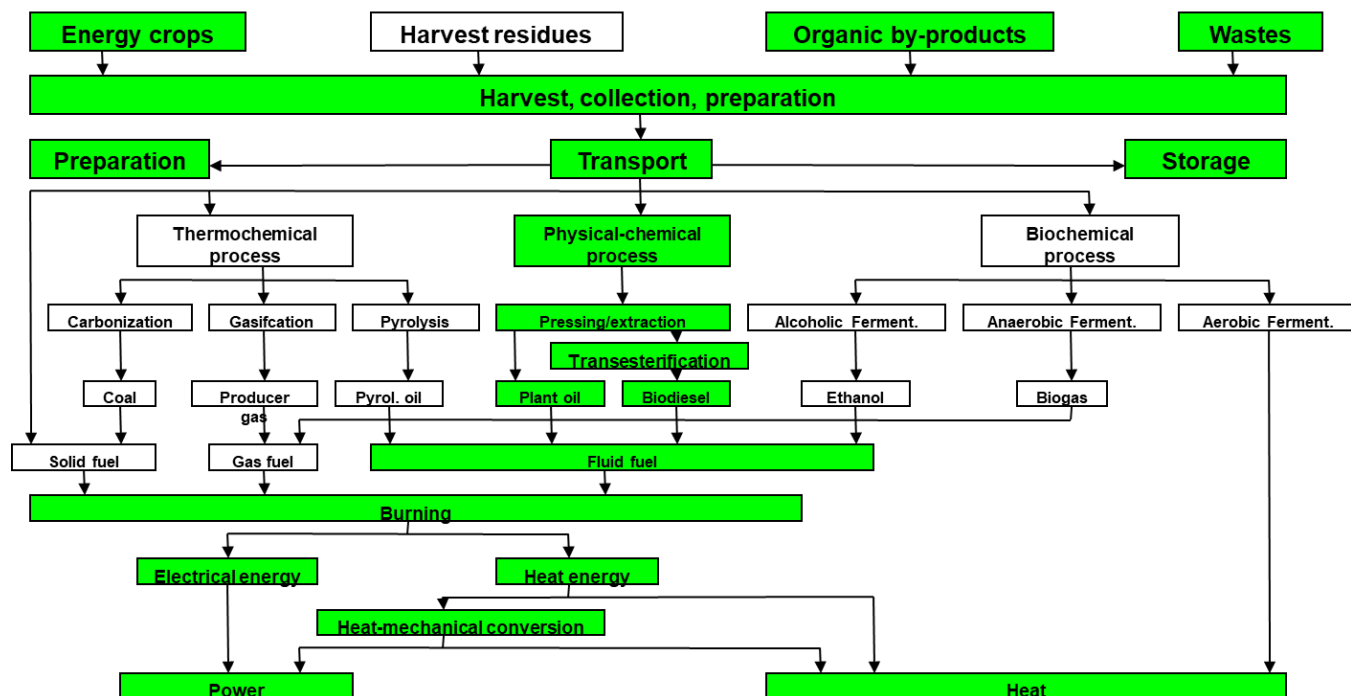 Energy crops
Harvest residues
Organic by-products
Wastes
Harvest, collection, preparation
Preparation
Transport
Storage
Thermochemical
process
Physical-chemical
process
Biochemical
process
Carbonization
Gasifcation
Pyrolysis
Pressing/extraction
Alcoholic Ferment.
Anaerobic Ferment.
Aerobic Ferment.
Transesterification
Coal
Producer
gas
Pyrol. oil
Plant oil
Biodiesel
Ethanol
Biogas
Solid fuel
Gas fuel
Fluid fuel
Burning
Electrical energy
Heat energy
Heat-mechanical conversion
Power
Heat